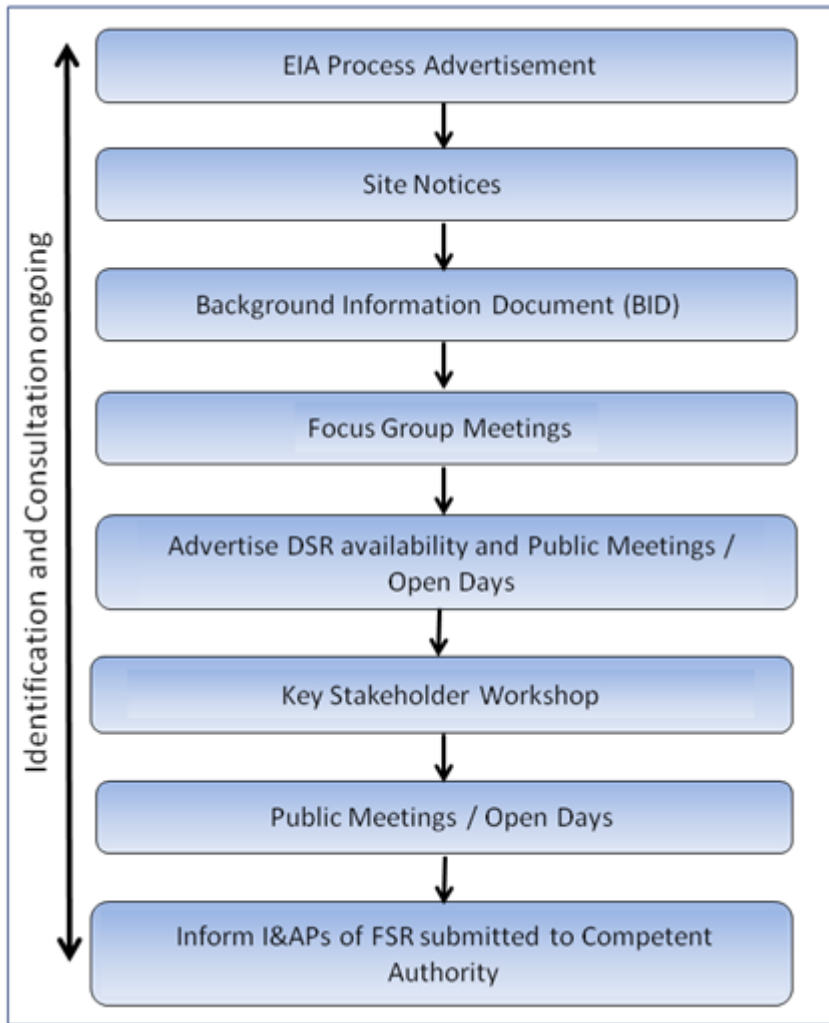 EIA Process Advertisement
Site Notices
Background Information Document (BID)
Focus Group Meetings
Advertise DSR availability and Public Meetings /
Open Days
Key Stakeholder Workshop
Public Meetings / Open Days
Inform I&APs of FSR submitted to Competent
Authority
Identification and Consultation ongoing